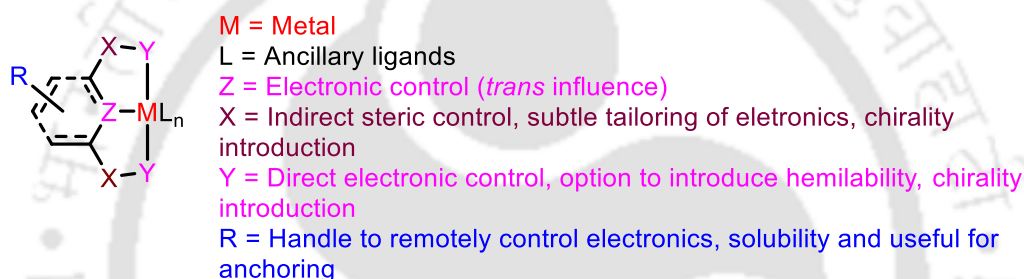 M = Metal
L = Ancillary ligands
Z = Electronic control (trans influence)
X = Indirect steric control, subtle tailoring of eletronics, chirality
introduction
Y = Direct electronic control, option to introduce hemilability, chirality
introduction
R = Handle to remotely control electronics, solubility and useful for
anchoring
X Y
R
Z MLn
X Y